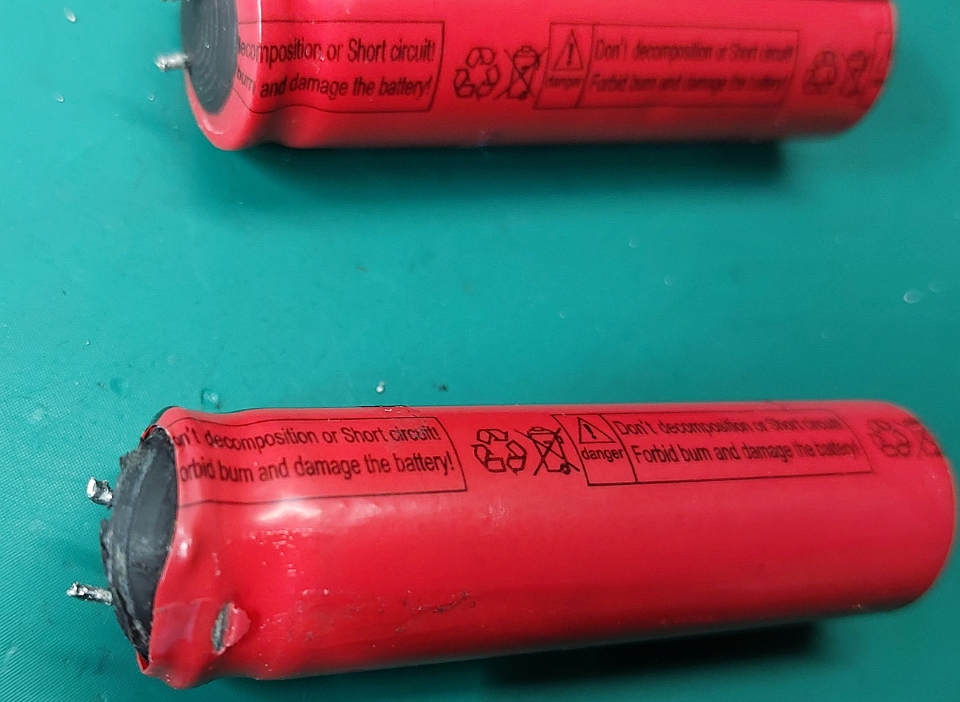 decomposition or Short circuit!
burn and damage the battery!
danger
Don't decomposition or Short circuit!
Forbid burn and damage the battery!
Don't decomposition or Short circuit!
Forbid burn and damage the battery!
danger
Don't decomposition or Short circuit!
Forbid burn and damage the battery!